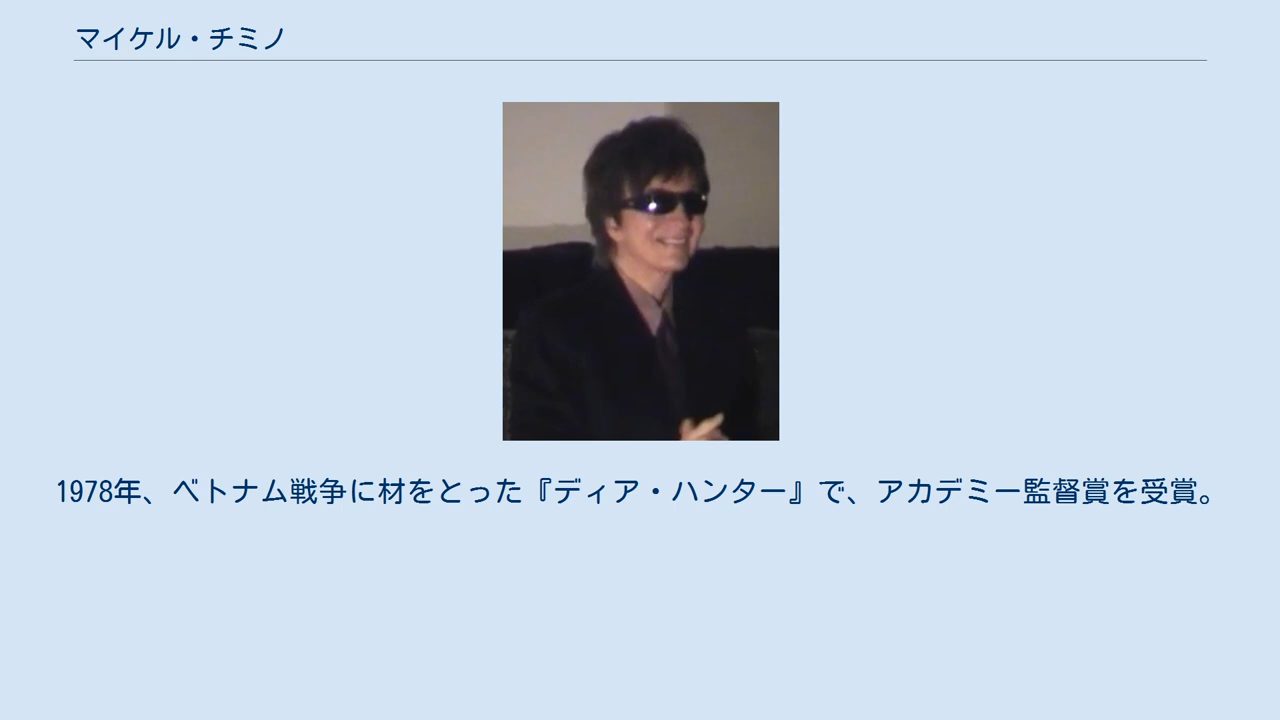 マイケル・チミノ
1978年、ベトナム戦争に材をとった『ディア・ハンター』で、アカデミー監督賞を受賞。